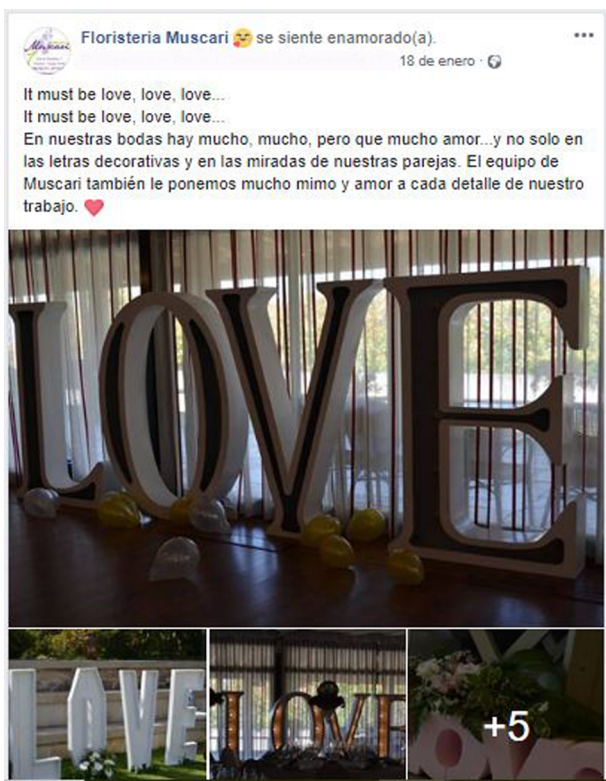 Muscari
Floristeria Muscari se siente enamorado(a).
18 de enero
It must be love, love, love...
It must be love, love, love...
En nuestras bodas hay mucho, mucho, pero que mucho amor...y no solo en
las letras decorativas y en las miradas de nuestras parejas. El equipo de
Muscari también le ponemos mucho mimo y amor a cada detalle de nuestro
trabajo.
LOVE
LOVE
LOVE
+5